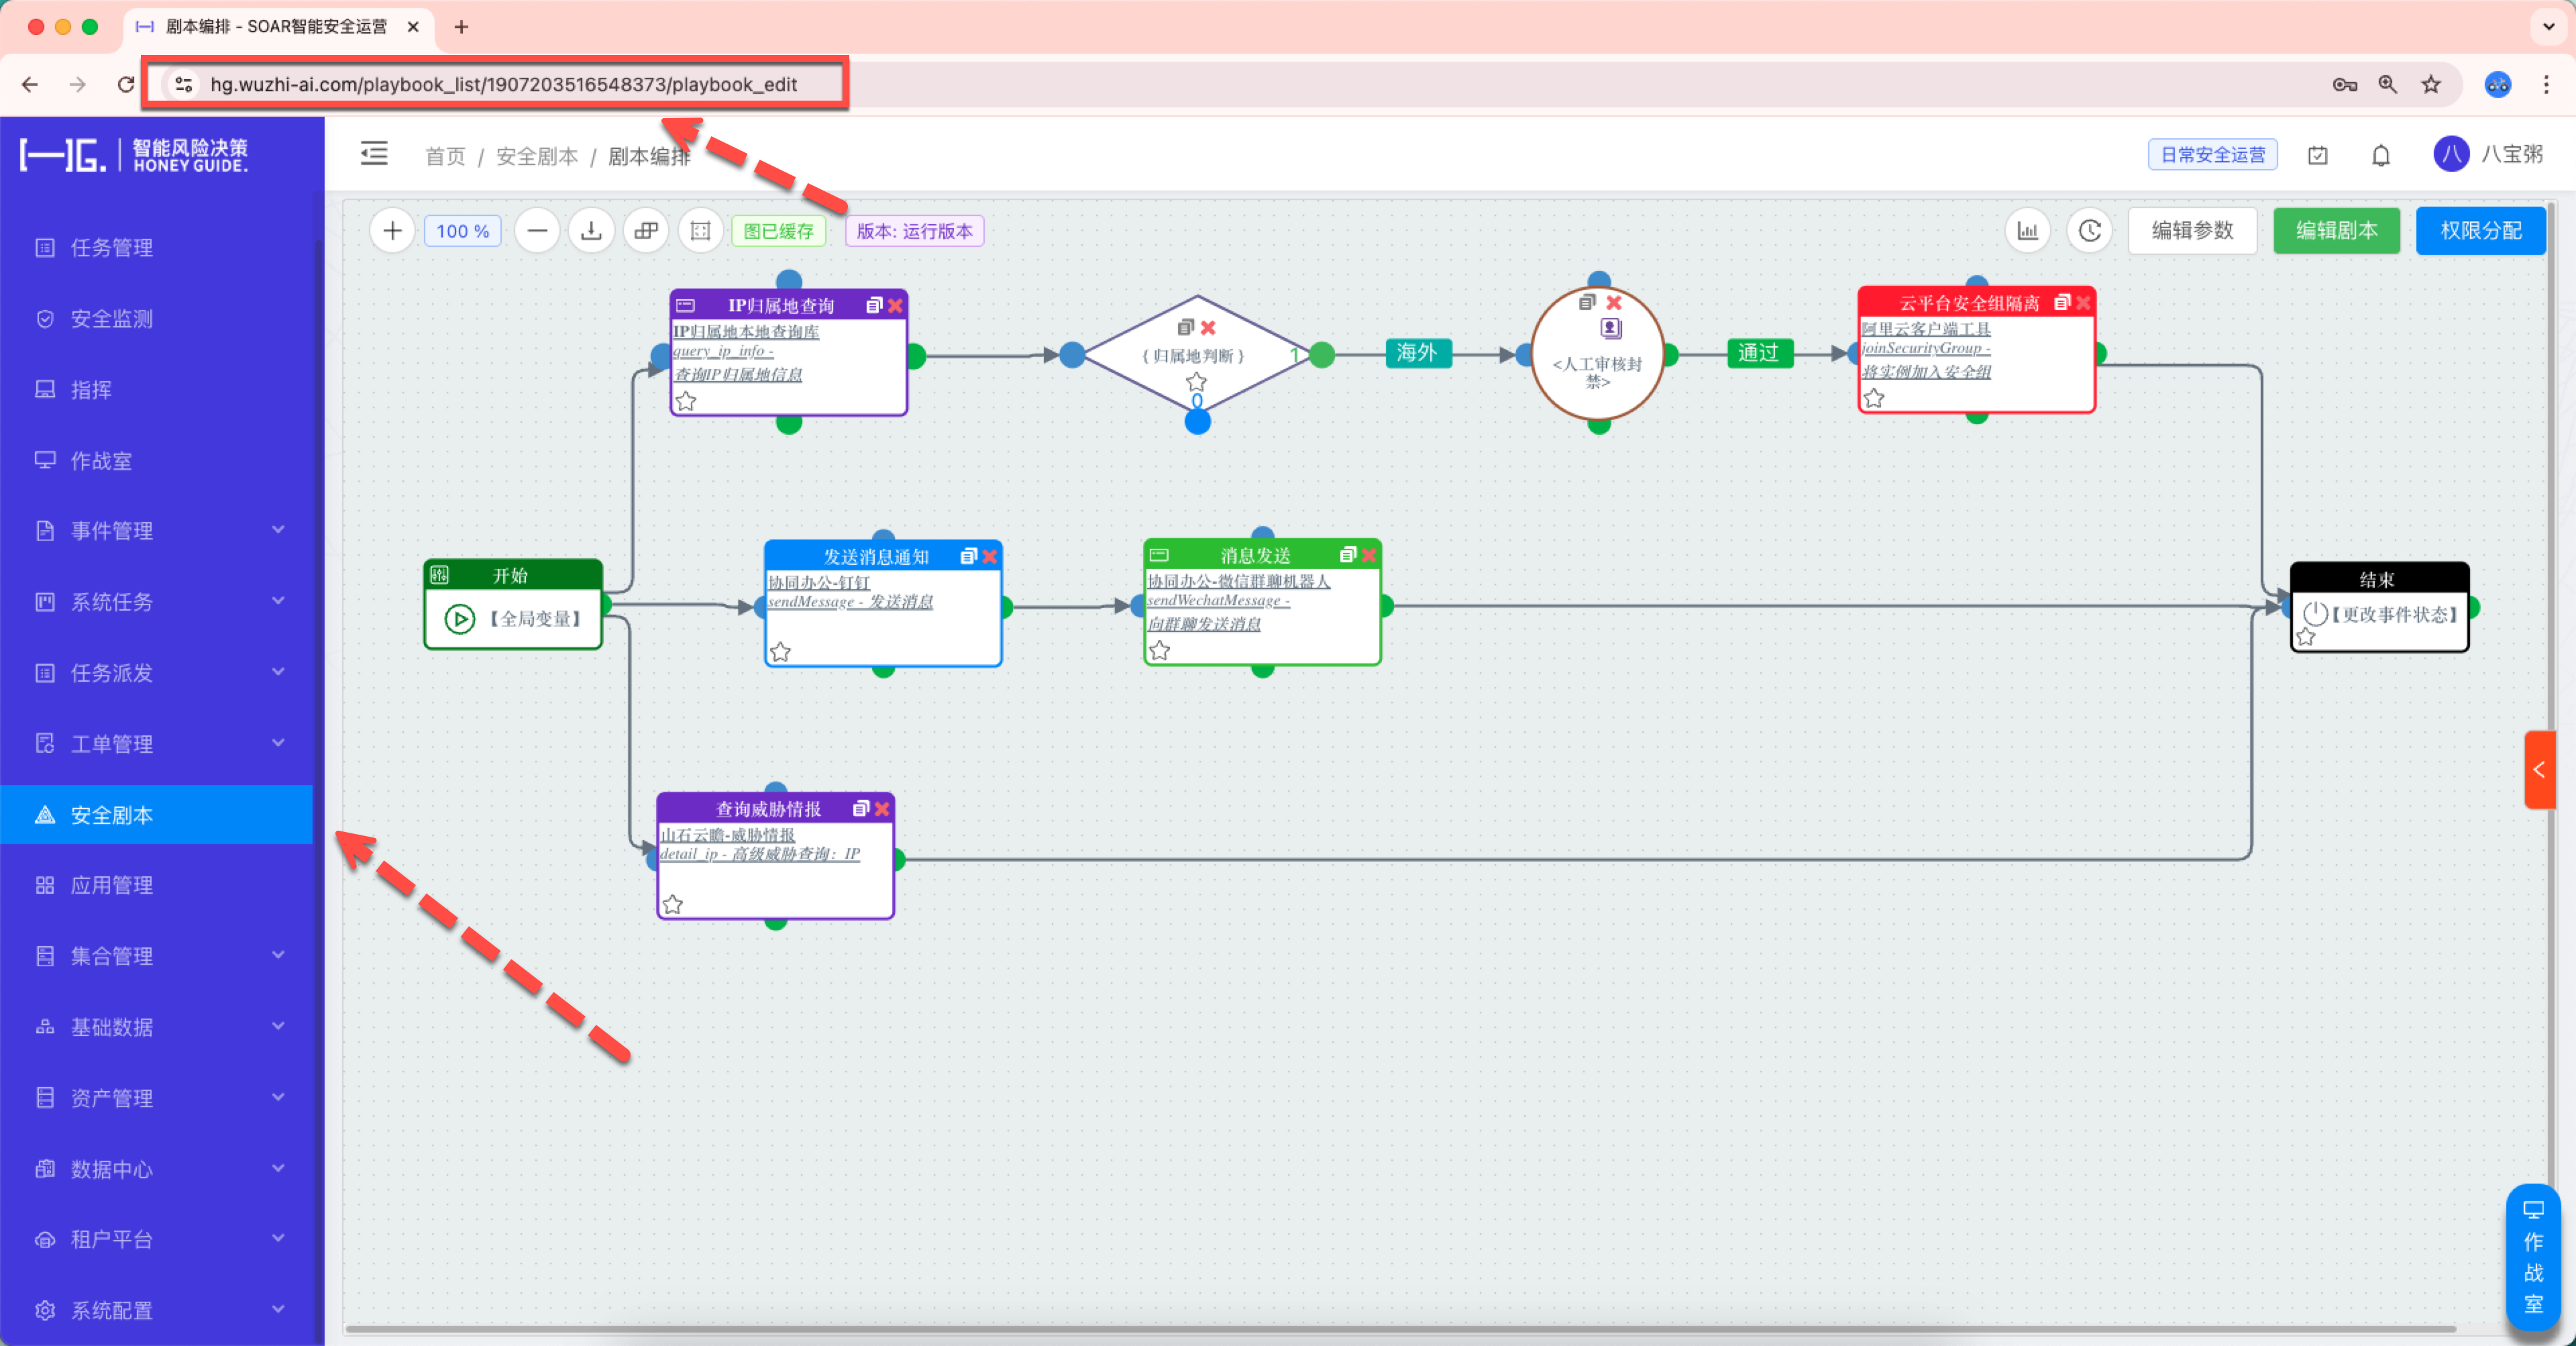 剧本编排 - SOAR智能安全运营
hg.wuzhi-ai.com/playbook_list/1907203516548373/playbook_edit
智能风险决策
HONEY GUIDE.
首页 / 安全剧本 / 剧本编排
日常安全运营
八
八宝粥
任务管理
安全监测
指挥
作战室
事件管理
系统任务
任务派发
工单管理
安全剧本
应用管理
集合管理
基础数据
资产管理
数据中心
租户平台
系统配置
100 %
图已缓存
版本: 运行版本
编辑参数
编辑剧本
权限分配
IP归属地查询
IP归属地本地查询库
query_ip_info -
查询IP归属地信息
{ 归属地判断 }
1
0
海外
<人工审核封
禁>
通过
云平台安全组隔离
阿里云客户端工具
joinSecurityGroup -
将实例加入安全组
开始
【全局变量】
发送消息通知
协同办公-钉钉
sendMessage - 发送消息
消息发送
协同办公-微信群聊机器人
sendWechatMessage -
向群聊发送消息
结束
【更改事件状态】
查询威胁情报
山石云瞻-威胁情报
detail_ip - 高级威胁查询：IP
作
战
室